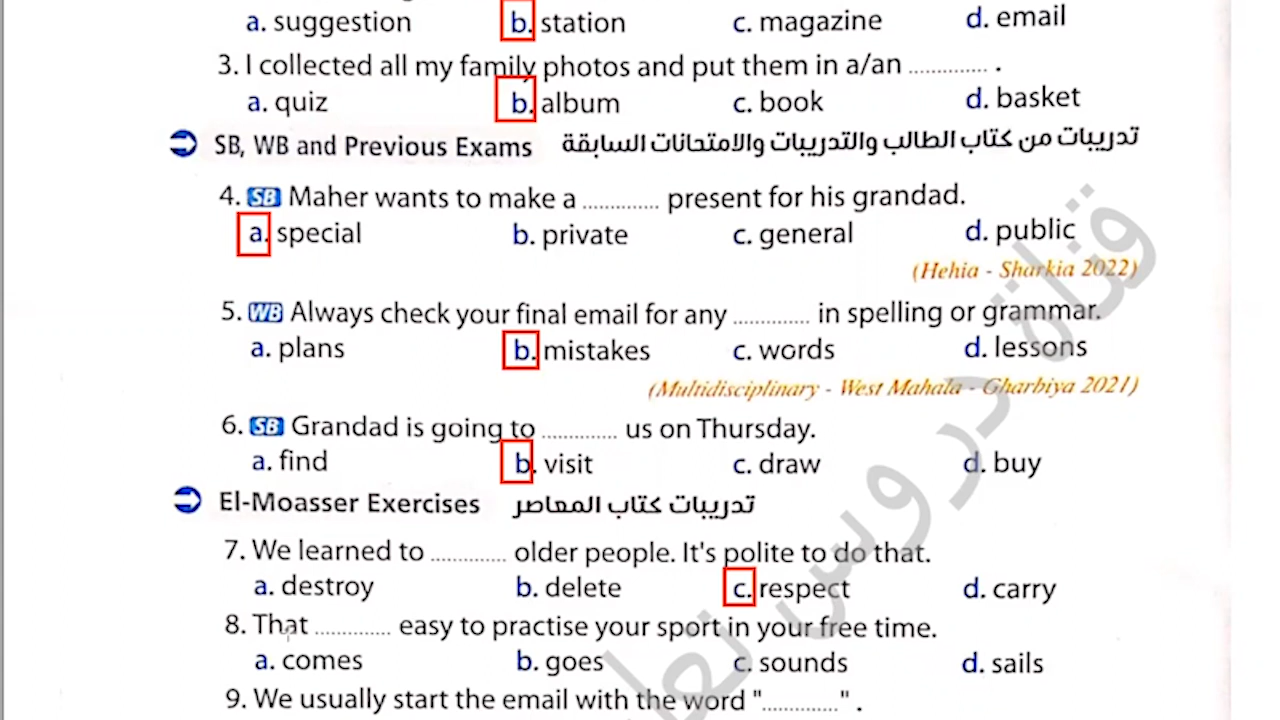 a. suggestion b. station c. magazine d. email
3. I collected all my family photos and put them in a/an ............. .
a. quiz b. album c. book d. basket
SB, WB and Previous Exams تدريبات من كتاب الطالب والتدريبات والامتحانات السابقة
4. SB Maher wants to make a ............. present for his grandad.
a. special b. private c. general d. public
(Hehia - Sharkia 2022)
5. WB Always check your final email for any ............. in spelling or grammar.
a. plans b. mistakes c. words d. lessons
(Multidisciplinary - West Mahala - Gharbiya 2021)
6. SB Grandad is going to ............. us on Thursday.
a. find b. visit c. draw d. buy
El-Moasser Exercises تدريبات كتاب المعاصر
7. We learned to ............. older people. It's polite to do that.
a. destroy b. delete c. respect d. carry
8. That ............. easy to practise your sport in your free time.
a. comes b. goes c. sounds d. sails
9. We usually start the email with the word "............." .
قناة دروس